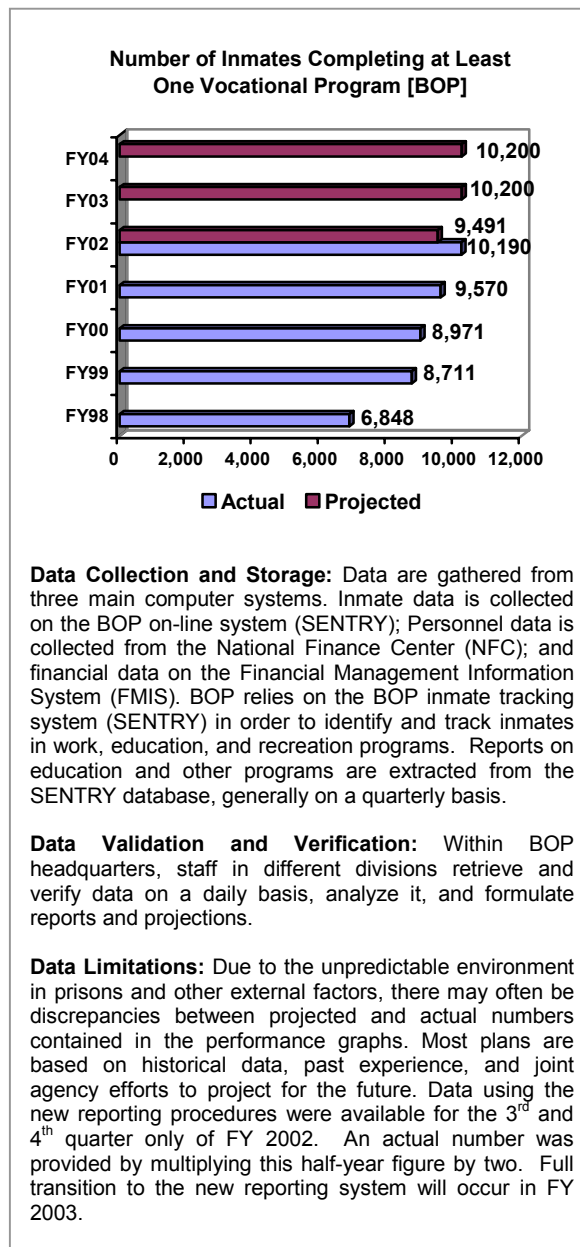 Number of Inmates Completing at Least
One Vocational Program [BOP]
FY04
10,200
FY03
10,200
9,491
FY02
10,190
FY01
9,570
FY00
8,971
FY99
8,711
FY98
6,848
0 2,000 4,000 6,000 8,000 10,000 12,000
Actual Projected
Data Collection and Storage: Data are gathered from
three main computer systems. Inmate data is collected
on the BOP on-line system (SENTRY); Personnel data is
collected from the National Finance Center (NFC); and
financial data on the Financial Management Information
System (FMIS). BOP relies on the BOP inmate tracking
system (SENTRY) in order to identify and track inmates
in work, education, and recreation programs. Reports on
education and other programs are extracted from the
SENTRY database, generally on a quarterly basis.
Data Validation and Verification: Within BOP
headquarters, staff in different divisions retrieve and
verify data on a daily basis, analyze it, and formulate
reports and projections.
Data Limitations: Due to the unpredictable environment
in prisons and other external factors, there may often be
discrepancies between projected and actual numbers
contained in the performance graphs. Most plans are
based on historical data, past experience, and joint
agency efforts to project for the future. Data using the
new reporting procedures were available for the 3rd and
4th quarter only of FY 2002. An actual number was
provided by multiplying this half-year figure by two. Full
transition to the new reporting system will occur in FY
2003.